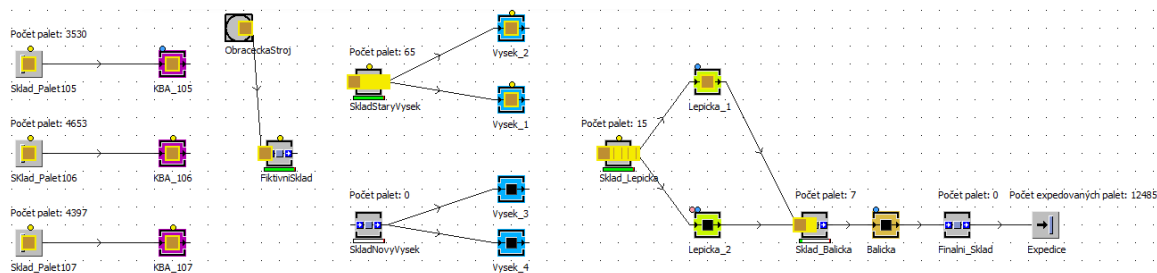 Počet palet: 3530
Sklad_Palet105
KBA_105
ObraceckaStroj
Počet palet: 65
SkladStaryVysek
Vysek_2
Vysek_1
Počet palet: 4653
Sklad_Palet106
KBA_106
FiktivniSklad
Počet palet: 15
Sklad_Lepicka
Lepicka_1
Počet palet: 4397
Sklad_Palet107
KBA_107
Počet palet: 0
SkladNovyVysek
Vysek_3
Vysek_4
Lepicka_2
Počet palet: 7
Sklad_Balicka
Balicka
Počet palet: 0
Finalni_Sklad
Počet expedovaných palet: 12485
Expedice